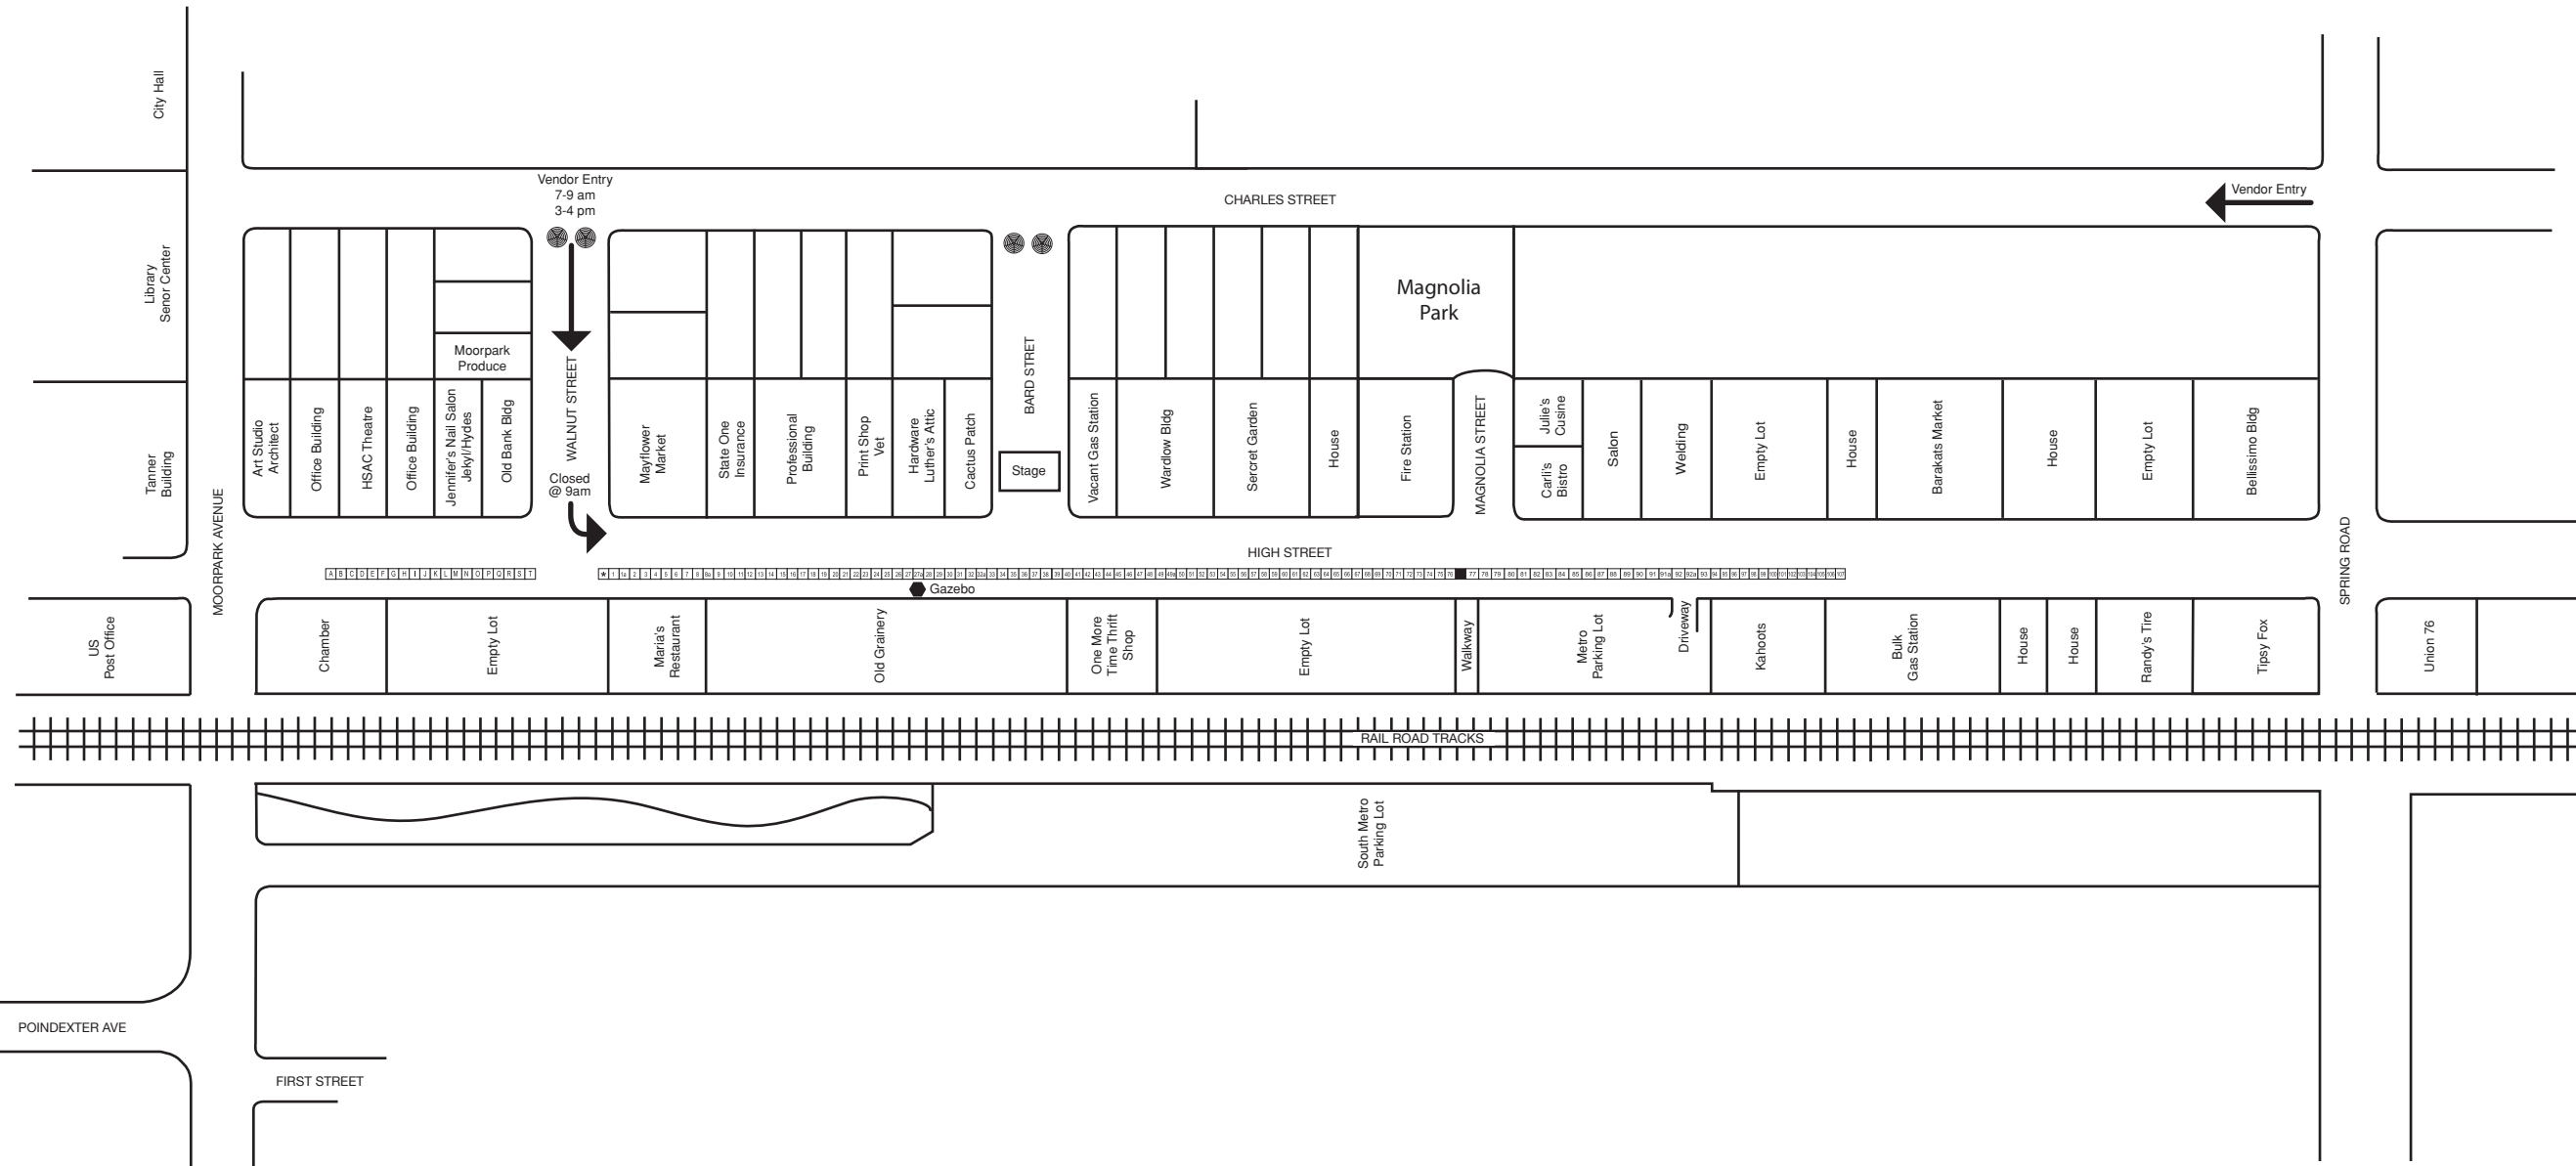 City Hall
Vendor Entry
7-9 am
3-4 pm
CHARLES STREET
Vendor Entry
Library
Senor Center
Magnolia
Park
Moorpark
Produce
WALNUT STREET
BARD STRET
Tanner
Building
MOORPARK AVENUE
Art Studio
Architect
Office Building
HSAC Theatre
Office Building
Jennifer's Nail Salon
Jekyl/Hydes
Old Bank Bldg
Closed
@ 9am
Mayflower
Market
State One
Insurance
Professional
Building
Print Shop
Vet
Hardware
Luther's Attic
Cactus Patch
Stage
Vacant Gas Station
Wardlow Bldg
Sercret Garden
House
Fire Station
MAGNOLIA STREET
Julie's
Cusine
Carli's
Bistro
Salon
Welding
Empty Lot
House
Barakats Market
House
Empty Lot
Bellissimo Bldg
SPRING ROAD
HIGH STREET
Gazebo
US
Post Office
Chamber
Empty Lot
Maria's
Restaurant
Old Grainery
One More
Time Thrift
Shop
Empty Lot
Walkway
Metro
Parking Lot
Driveway
Kahoots
Bulk
Gas Station
House
House
Randy's Tire
Tipsy Fox
Union 76
RAIL ROAD TRACKS
South Metro
Parking Lot
POINDEXTER AVE
FIRST STREET